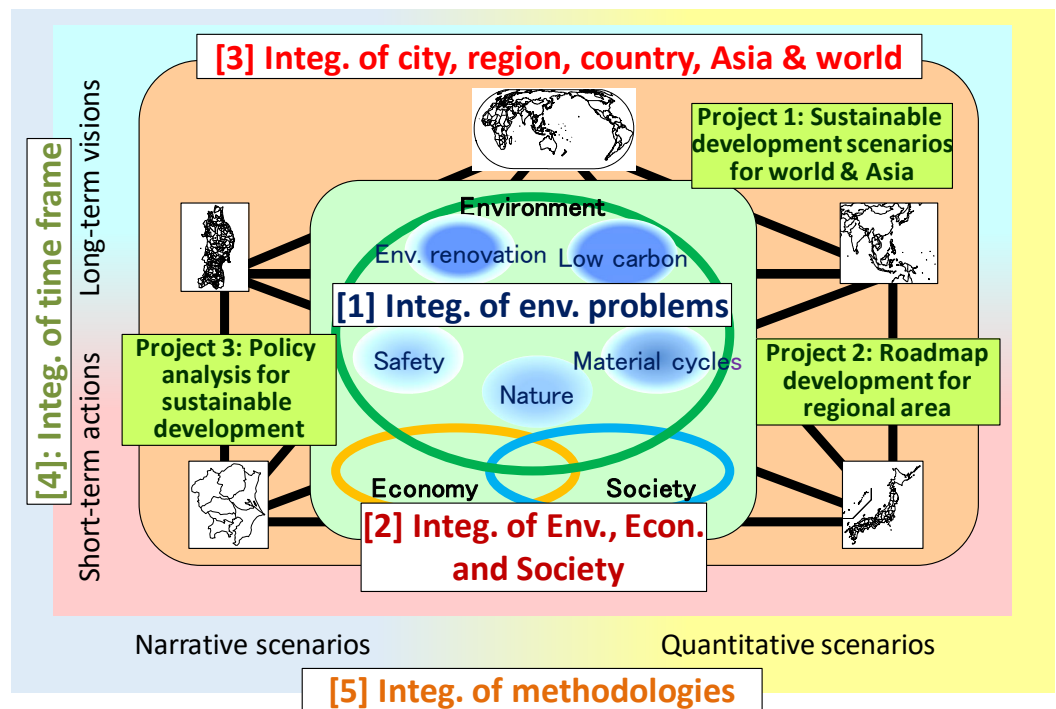 [3] Integ. of city, region, country, Asia & world
Project 1: Sustainable
development scenarios
for world & Asia
[4]: Integ. of time frame
Long-term visions
Short-term actions
Environment
Env. renovation
Low carbon
[1] Integ. of env. problems
Safety
Material cycles
Nature
Project 3: Policy
analysis for
sustainable
development
Project 2: Roadmap
development for
regional area
Economy
Society
[2] Integ. of Env., Econ.
and Society
Narrative scenarios
Quantitative scenarios
[5] Integ. of methodologies